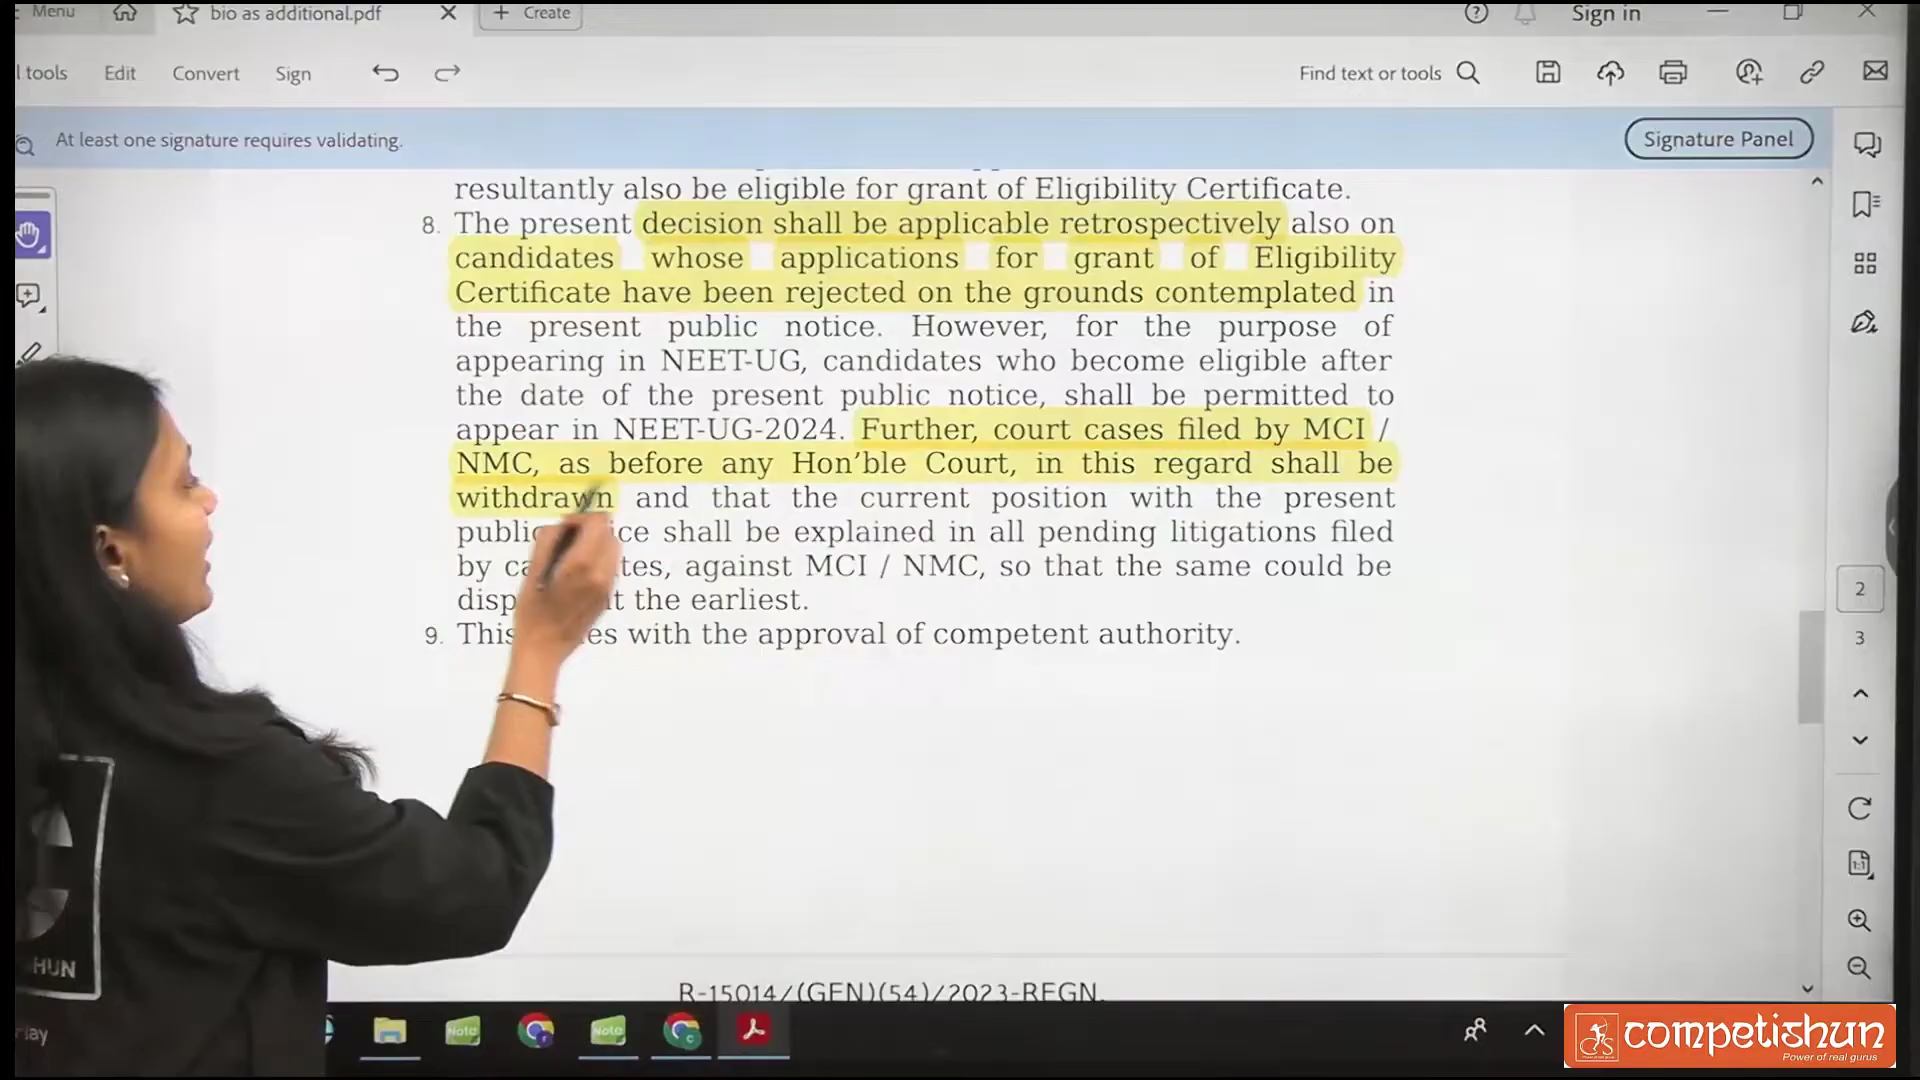 Menu
bio as additional.pdf
+ Create
Sign in
l tools
Edit
Convert
Sign
Find text or tools
At least one signature requires validating.
Signature Panel
resultantly also be eligible for grant of Eligibility Certificate.
8. The present decision shall be applicable retrospectively also on
candidates whose applications for grant of Eligibility
Certificate have been rejected on the grounds contemplated in
the present public notice. However, for the purpose of
appearing in NEET-UG, candidates who become eligible after
the date of the present public notice, shall be permitted to
appear in NEET-UG-2024. Further, court cases filed by MCI /
NMC, as before any Hon’ble Court, in this regard shall be
withdrawn and that the current position with the present
public ice shall be explained in all pending litigations filed
by ca tes, against MCI / NMC, so that the same could be
disp t the earliest.
9. This es with the approval of competent authority.
2
3
1:1
R-15014/(GEN)(54)/2023-REGN.
HUN
lay
Note
Note
competishun
Power of real gurus